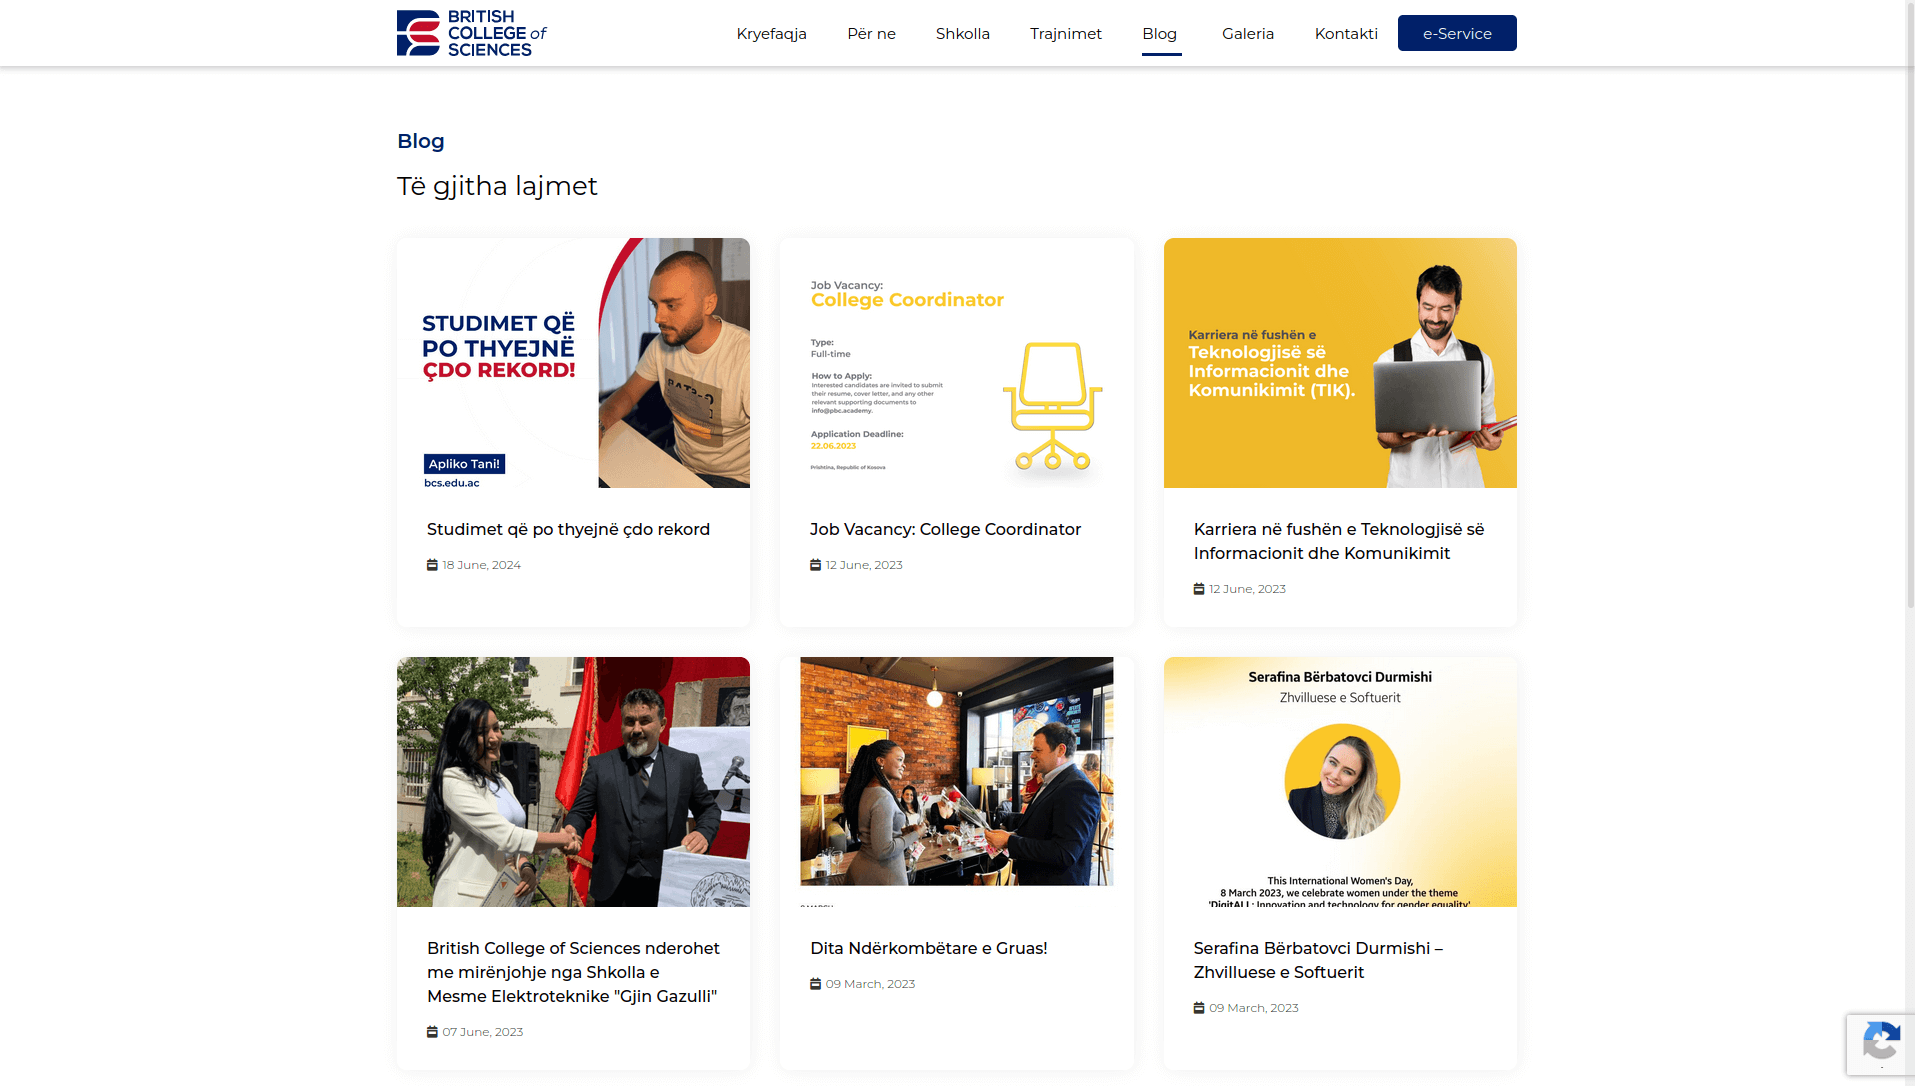 BRITISH
COLLEGE of
SCIENCES
Kryefaqja
Për ne
Shkolla
Trajnimet
Blog
Galeria
Kontakti
e-Service
Blog
Të gjitha lajmet
STUDIMET QË
PO THYEJNË
ÇDO REKORD!
Apliko Tani!
bcs.edu.ac
Studimet që po thyejnë çdo rekord
18 June, 2024
Job Vacancy:
College Coordinator
Type:
Full-time
How to Apply:
Interested candidates are invited to submit
their resume, cover letter, and any other
relevant supporting documents to
info@pbc.academy.
Application Deadline:
22.06.2023
Prishtina, Republic of Kosova
Job Vacancy: College Coordinator
12 June, 2023
Karriera në fushën e
Teknologjisë së
Informacionit dhe
Komunikimit (TIK).
Karriera në fushën e Teknologjisë së
Informacionit dhe Komunikimit
12 June, 2023
British College of Sciences nderohet
me mirënjohje nga Shkolla e
Mesme Elektroteknike "Gjin Gazulli"
07 June, 2023
Dita Ndërkombëtare e Gruas!
09 March, 2023
Serafina Bërbatovci Durmishi
Zhvilluese e Softuerit
This International Women's Day,
8 March 2023, we celebrate women under the theme
'DigitALL: Innovation and technology for gender equality'
Serafina Bërbatovci Durmishi –
Zhvilluese e Softuerit
09 March, 2023